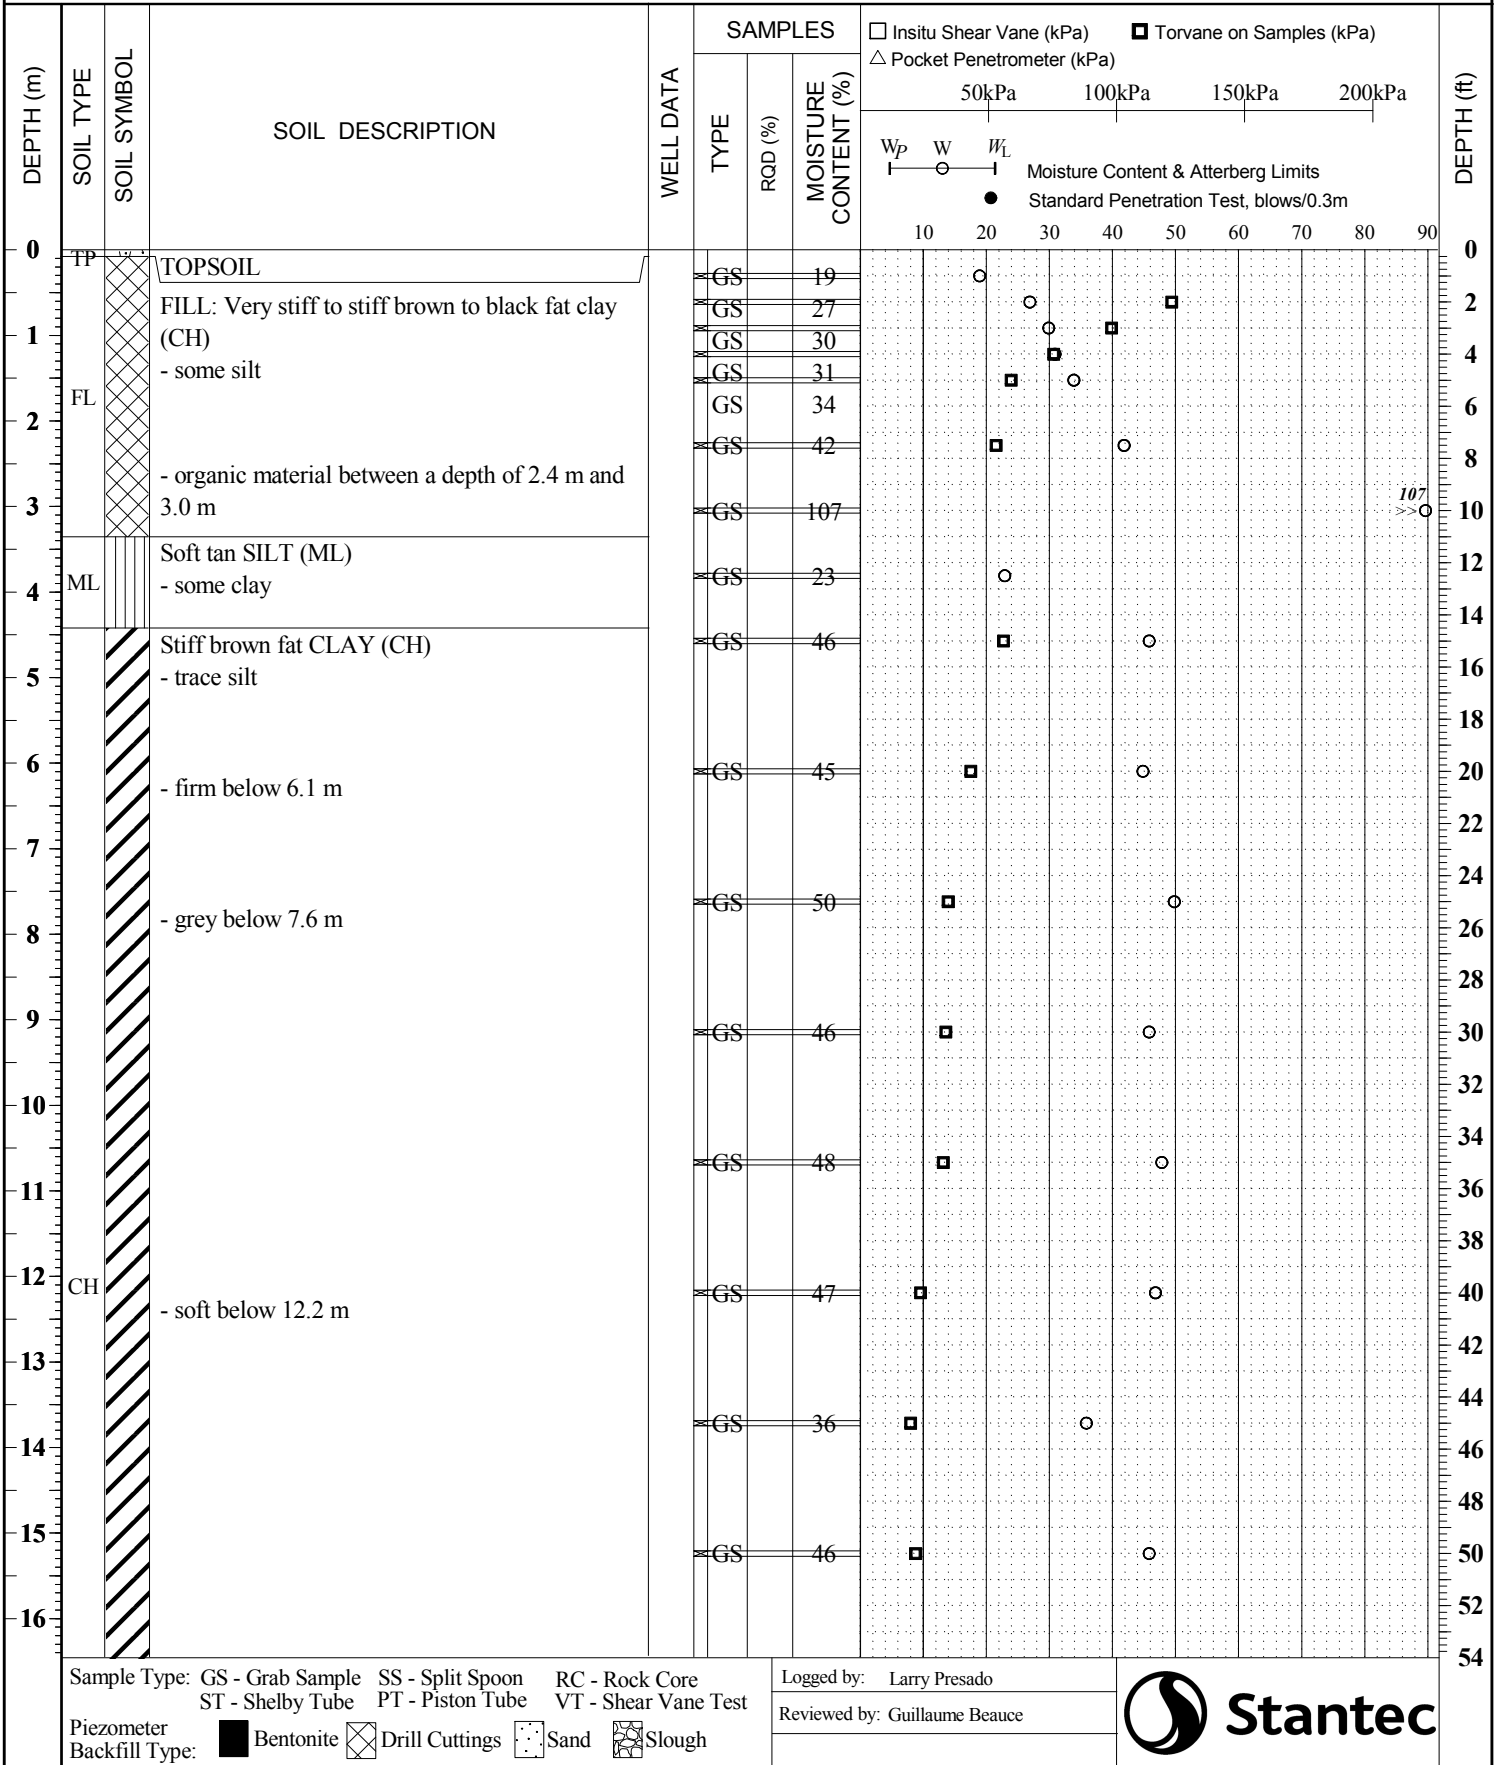 DEPTH (m)
SOIL TYPE
SOIL SYMBOL
SOIL DESCRIPTION
WELL DATA
SAMPLES
TYPE
RQD (%)
MOISTURE CONTENT (%)
Insitu Shear Vane (kPa)
Torvane on Samples (kPa)
Pocket Penetrometer (kPa)
50kPa 100kPa 150kPa 200kPa
WP W WL
Moisture Content & Atterberg Limits
Standard Penetration Test, blows/0.3m
10 20 30 40 50 60 70 80 90
DEPTH (ft)
0 TP 0
TOPSOIL
GS 19
FILL: Very stiff to stiff brown to black fat clay
GS 27 2
1 (CH)
GS 30
4
- some silt
GS 31
FL
GS 34 6
2
GS 42 8
- organic material between a depth of 2.4 m and
107
3 3.0 m GS 107 >> 10
Soft tan SILT (ML)
12
ML - some clay GS 23
4
14
Stiff brown fat CLAY (CH) GS 46
5 - trace silt 16
18
6 GS 45 20
- firm below 6.1 m
22
7
24
GS 50
- grey below 7.6 m
8 26
28
9 GS 46 30
32
10
34
GS 48
11 36
38
12 CH GS 47 40
- soft below 12.2 m
13 42
44
GS 36
14 46
48
15 GS 46 50
16 52
54
Sample Type: GS - Grab Sample SS - Split Spoon RC - Rock Core
ST - Shelby Tube PT - Piston Tube VT - Shear Vane Test
Piezometer
Backfill Type: Bentonite Drill Cuttings Sand Slough
Logged by: Larry Presado
Reviewed by: Guillaume Beauce
Stantec